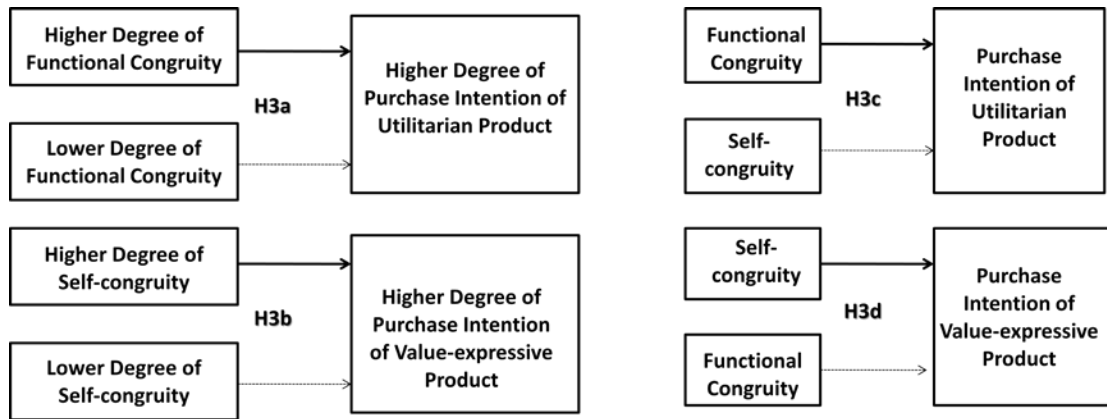 Higher Degree of
Functional Congruity
H3a
Lower Degree of
Functional Congruity
Higher Degree of
Purchase Intention of
Utilitarian Product
Functional
Congruity
H3c
Self-
congruity
Purchase
Intention of
Utilitarian
Product
Higher Degree of
Self-congruity
H3b
Lower Degree of
Self-congruity
Higher Degree of
Purchase Intention
of Value-expressive
Product
Self-
congruity
H3d
Functional
Congruity
Purchase
Intention of
Value-expressive
Product